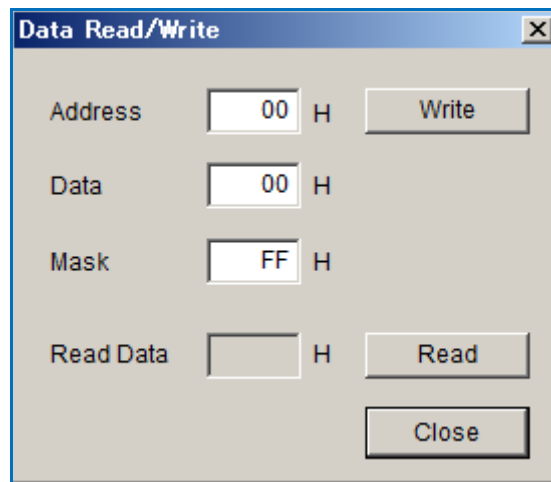 Data Read/Write
Address 00 H Write
Data 00 H
Mask FF H
Read Data H Read
Close